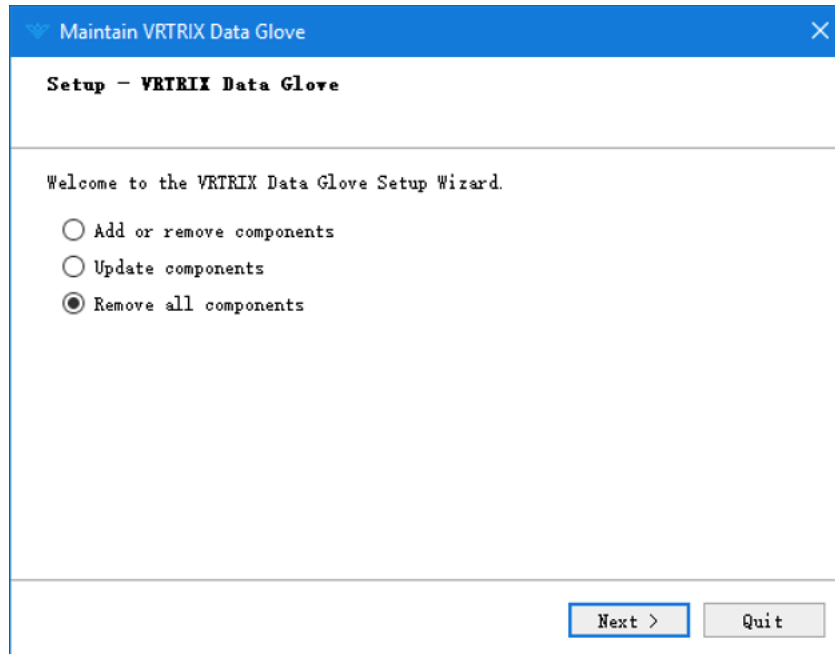 Maintain VRTRIX Data Glove
Setup - VRTRIX Data Glove
Welcome to the VRTRIX Data Glove Setup Wizard.
Add or remove components
Update components
Remove all components
Next >
Quit